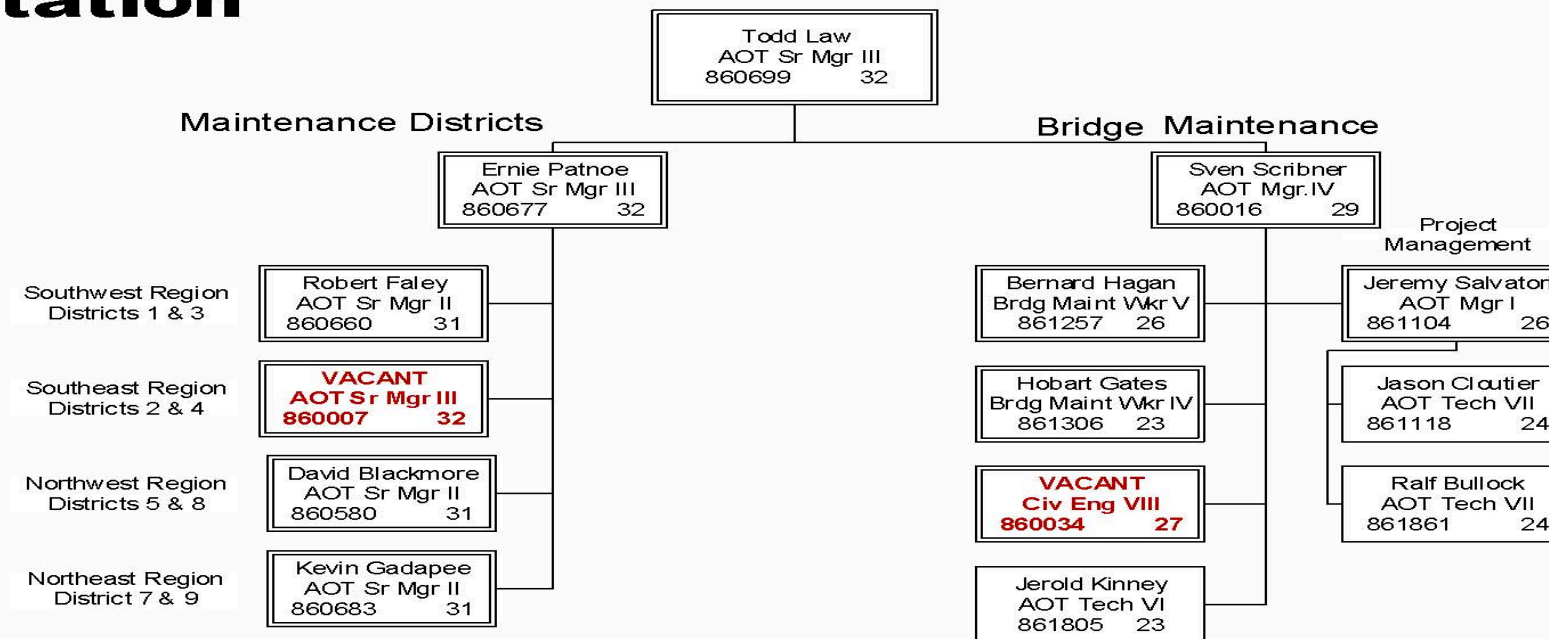 tation
Todd Law
AOT Sr Mgr III
860699 32
Maintenance Districts
Bridge Maintenance
Ernie Patnoe
AOT Sr Mgr III
860677 32
Sven Scribner
AOT Mgr.IV
860016 29
Southwest Region
Districts 1 & 3
Robert Faley
AOT Sr Mgr II
860660 31
Southeast Region
Districts 2 & 4
VACANT
AOT Sr Mgr III
860007 32
Northwest Region
Districts 5 & 8
David Blackmore
AOT Sr Mgr II
860580 31
Northeast Region
District 7 & 9
Kevin Gadapee
AOT Sr Mgr II
860683 31
Bernard Hagan
Brdg Maint Wkr V
861257 26
Hobart Gates
Brdg Maint Wkr IV
861306 23
VACANT
Civ Eng VIII
860034 27
Jerold Kinney
AOT Tech VI
861805 23
Project
Management
Jeremy Salvatori
AOT Mgr I
861104 26
Jason Cloutier
AOT Tech VII
861118 24
Ralf Bullock
AOT Tech VII
861861 24